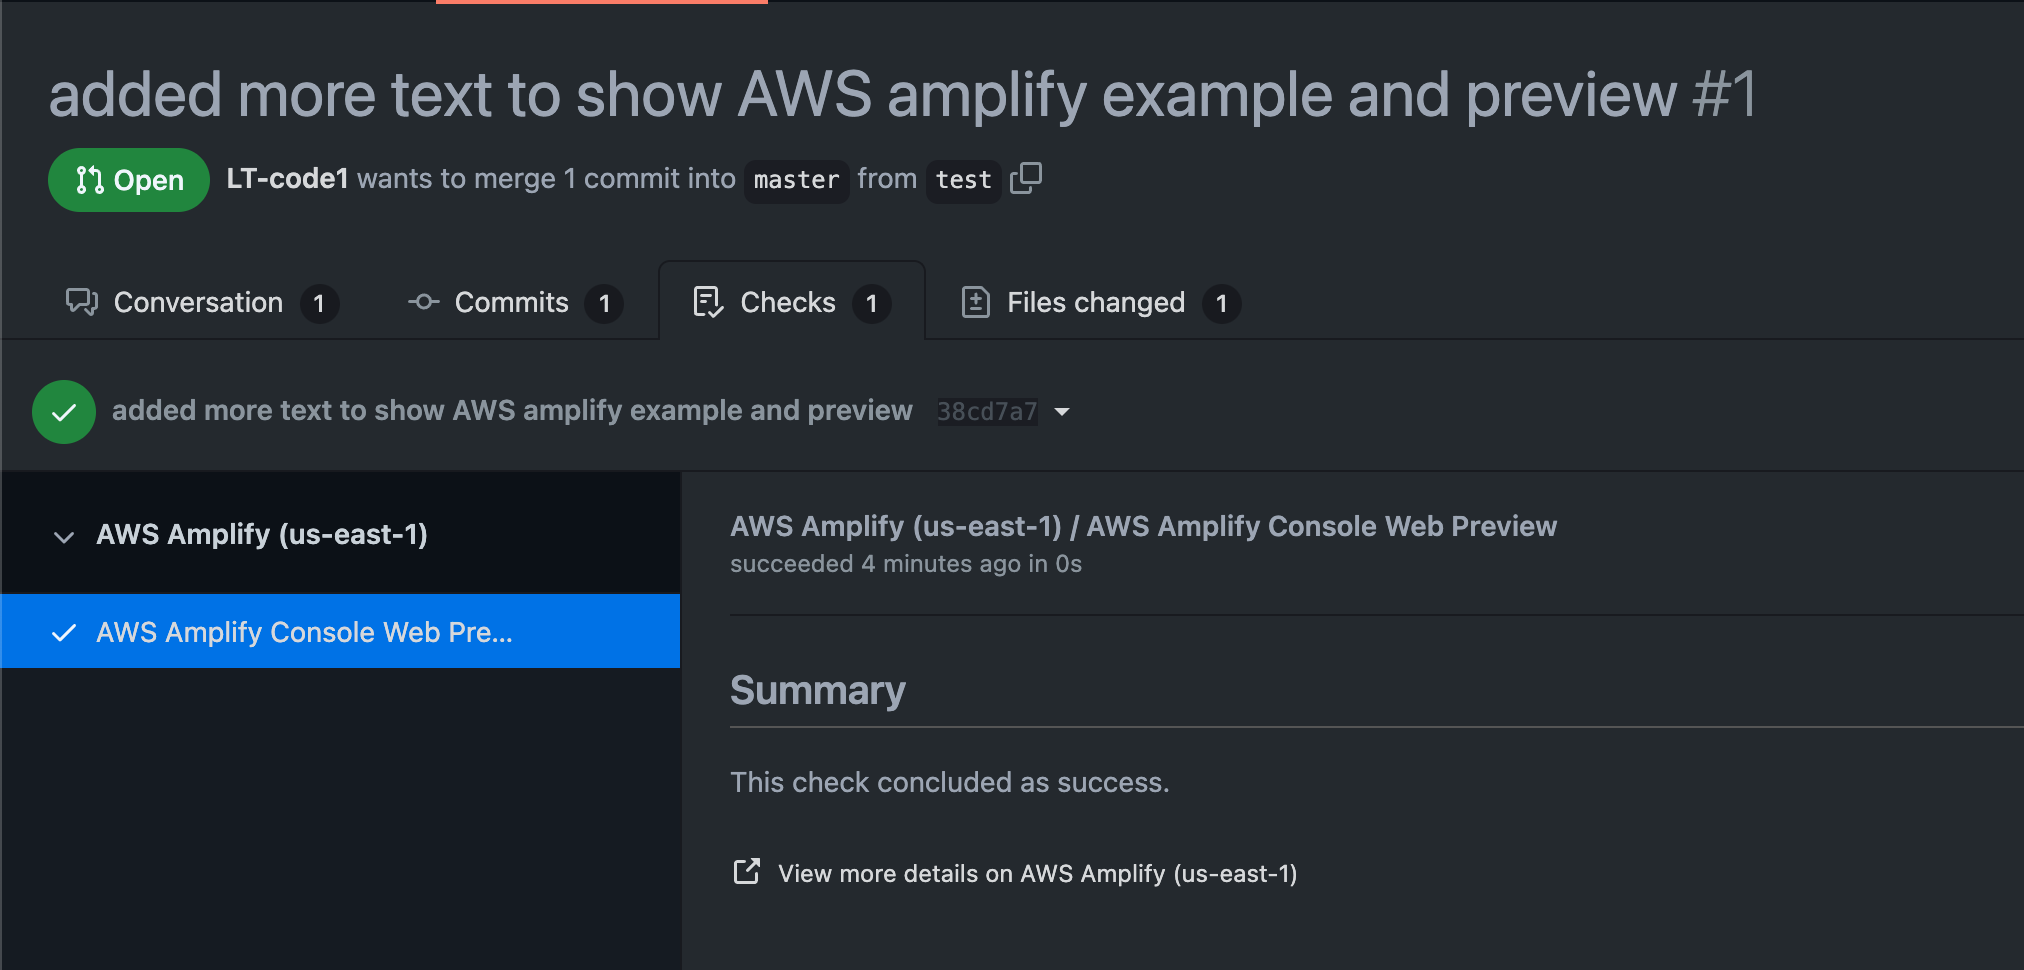 added more text to show AWS amplify example and preview #1
Open LT-code1 wants to merge 1 commit into master from test
Conversation 1 Commits 1 Checks 1 Files changed 1
added more text to show AWS amplify example and preview 38cd7a7
AWS Amplify (us-east-1)
AWS Amplify Console Web Pre...
AWS Amplify (us-east-1) / AWS Amplify Console Web Preview
succeeded 4 minutes ago in 0s
Summary
This check concluded as success.
View more details on AWS Amplify (us-east-1)